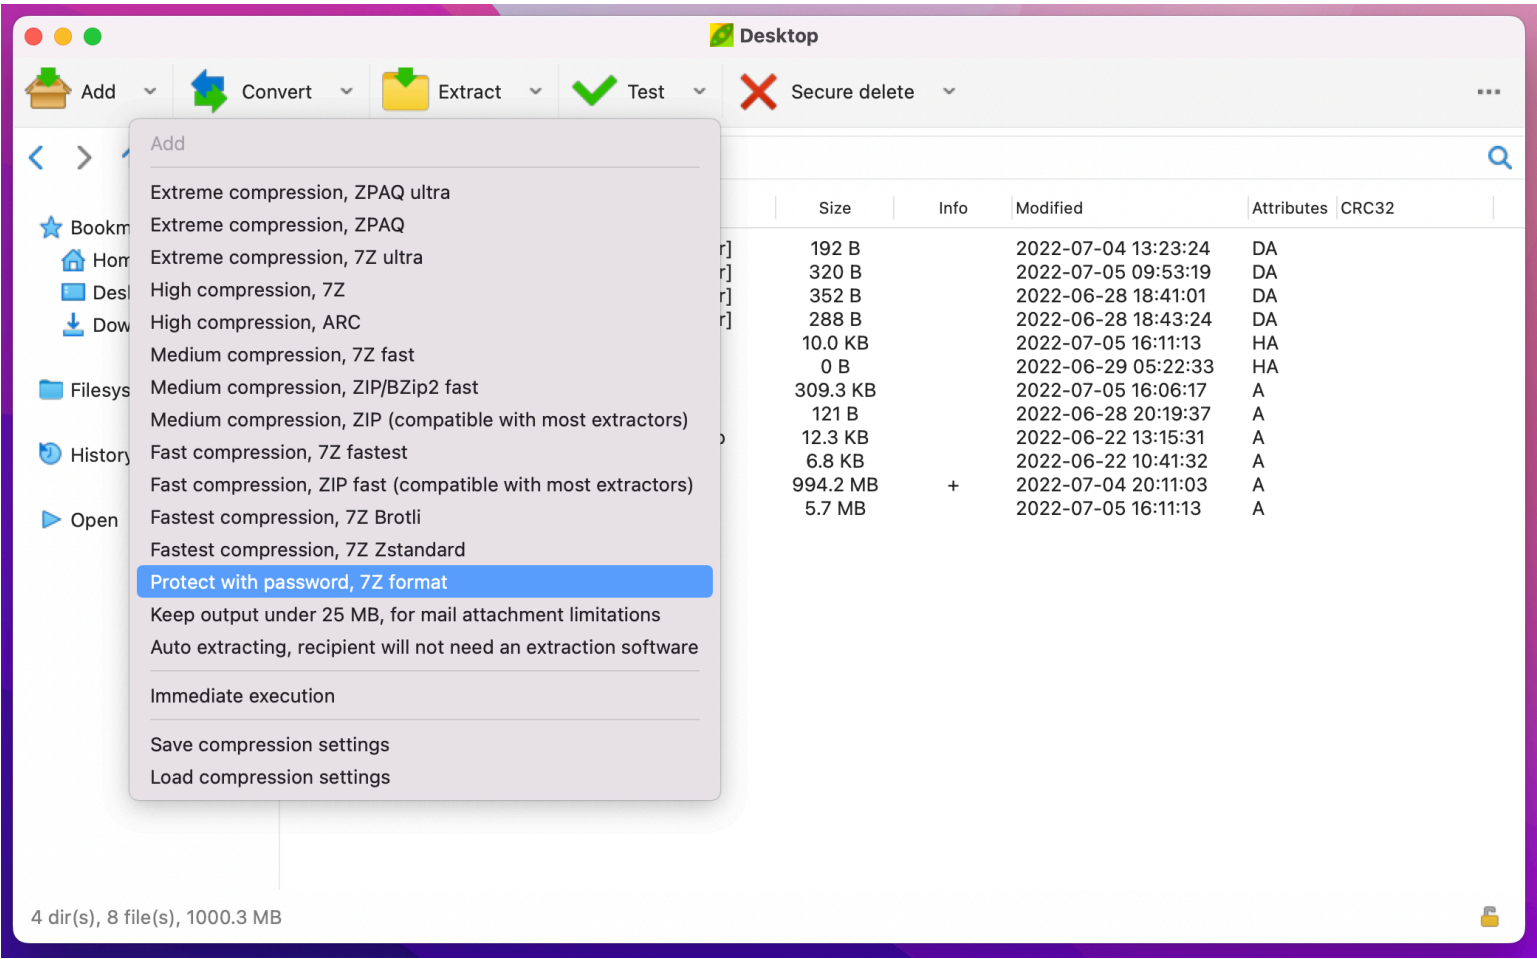 Desktop
Add Convert Extract Test Secure delete
Add
Extreme compression, ZPAQ ultra
Extreme compression, ZPAQ
Extreme compression, 7Z ultra
High compression, 7Z
High compression, ARC
Medium compression, 7Z fast
Medium compression, ZIP/BZip2 fast
Medium compression, ZIP (compatible with most extractors)
Fast compression, 7Z fastest
Fast compression, ZIP fast (compatible with most extractors)
Fastest compression, 7Z Brotli
Fastest compression, 7Z Zstandard
Protect with password, 7Z format
Keep output under 25 MB, for mail attachment limitations
Auto extracting, recipient will not need an extraction software
Immediate execution
Save compression settings
Load compression settings
Bookm
Hom
Desl
Dow
Filesys
History
Open
Size Info Modified Attributes CRC32
r] 192 B 2022-07-04 13:23:24 DA
r] 320 B 2022-07-05 09:53:19 DA
r] 352 B 2022-06-28 18:41:01 DA
r] 288 B 2022-06-28 18:43:24 DA
10.0 KB 2022-07-05 16:11:13 HA
0 B 2022-06-29 05:22:33 HA
309.3 KB 2022-07-05 16:06:17 A
121 B 2022-06-28 20:19:37 A
12.3 KB 2022-06-22 13:15:31 A
6.8 KB 2022-06-22 10:41:32 A
994.2 MB + 2022-07-04 20:11:03 A
5.7 MB 2022-07-05 16:11:13 A
4 dir(s), 8 file(s), 1000.3 MB